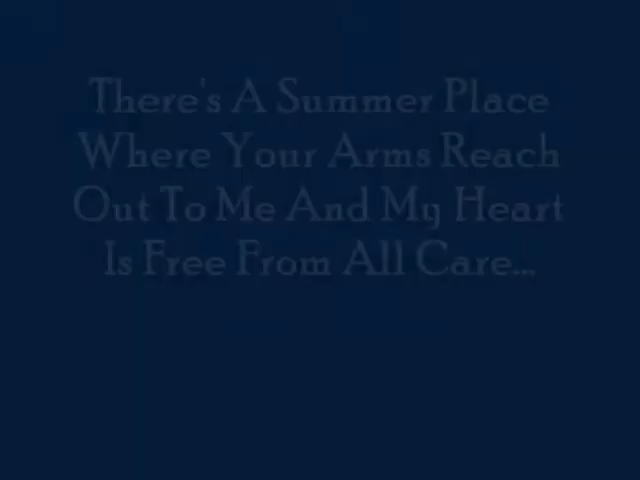 There's A Summer Place
Where Your Arms Reach
Out To Me And My Heart
Is Free From All Care...